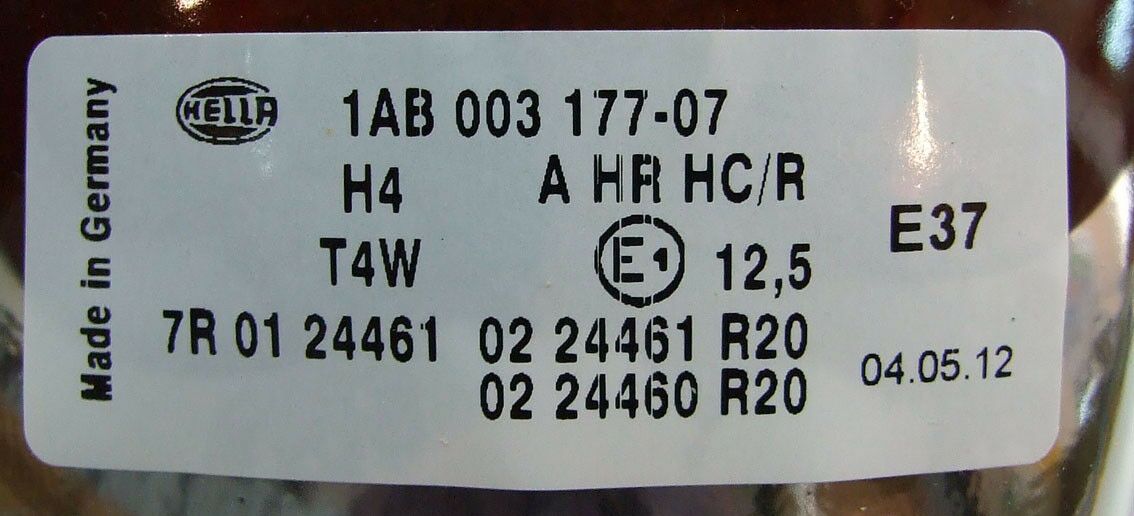 Made in Germany
HELLA 1AB 003 177-07
H4 A HR HC/R
T4W E1 12,5 E37
7R 01 24461 02 24461 R20
02 24460 R20 04.05.12